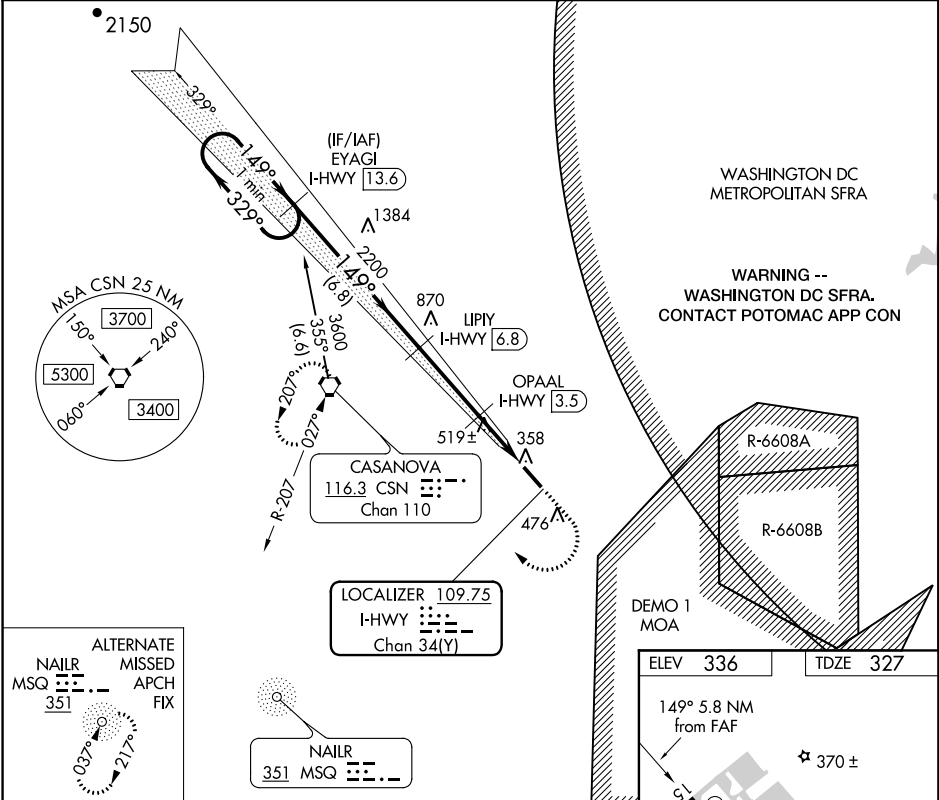 2150
329°
(IF/IAF)
EYAGI
I-HWY 13.6
149°
1 min
329°
1384
2200
149°
(6.8)
WASHINGTON DC
METROPOLITAN SFRA
WARNING --
WASHINGTON DC SFRA.
CONTACT POTOMAC APP CON
MSA CSN 25 NM
3700
150°
240°
5300
060°
3400
870
LIPIY
I-HWY 6.8
3600
355°
(6.6)
OPAAL
I-HWY 3.5
207°
027°
R-207
519±
358
CASANOVA
116.3 CSN
Chan 110
476
R-6608A
R-6608B
LOCALIZER 109.75
I-HWY
Chan 34(Y)
DEMO 1
MOA
ALTERNATE
MISSED
APCH
FIX
NAILR
MSQ
351
037°
217°
NAILR
351 MSQ
ELEV 336
TDZE 327
149° 5.8 NM
from FAF
15
370 ±